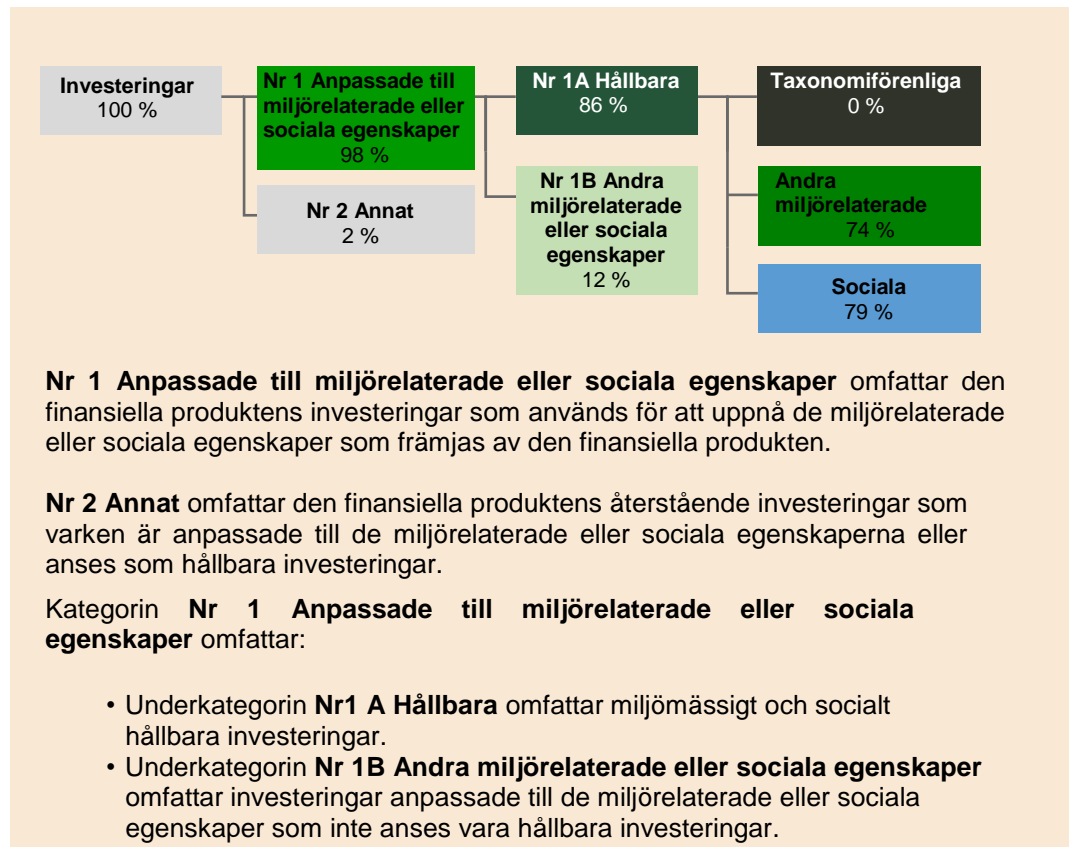 Investeringar
100 %
Nr 1 Anpassade till
miljörelaterade eller
sociala egenskaper
98 %
Nr 2 Annat
2 %
Nr 1A Hållbara
86 %
Nr 1B Andra
miljörelaterade
eller sociala
egenskaper
12 %
Taxonomiförenliga
0 %
Andra
miljörelaterade
74 %
Sociala
79 %
Nr 1 Anpassade till miljörelaterade eller sociala egenskaper omfattar den
finansiella produktens investeringar som används för att uppnå de miljörelaterade
eller sociala egenskaper som främjas av den finansiella produkten.
Nr 2 Annat omfattar den finansiella produktens återstående investeringar som
varken är anpassade till de miljörelaterade eller sociala egenskaperna eller
anses som hållbara investeringar.
Kategorin Nr 1 Anpassade till miljörelaterade eller sociala
egenskaper omfattar:
• Underkategorin Nr1 A Hållbara omfattar miljömässigt och socialt
hållbara investeringar.
• Underkategorin Nr 1B Andra miljörelaterade eller sociala egenskaper
omfattar investeringar anpassade till de miljörelaterade eller sociala
egenskaper som inte anses vara hållbara investeringar.